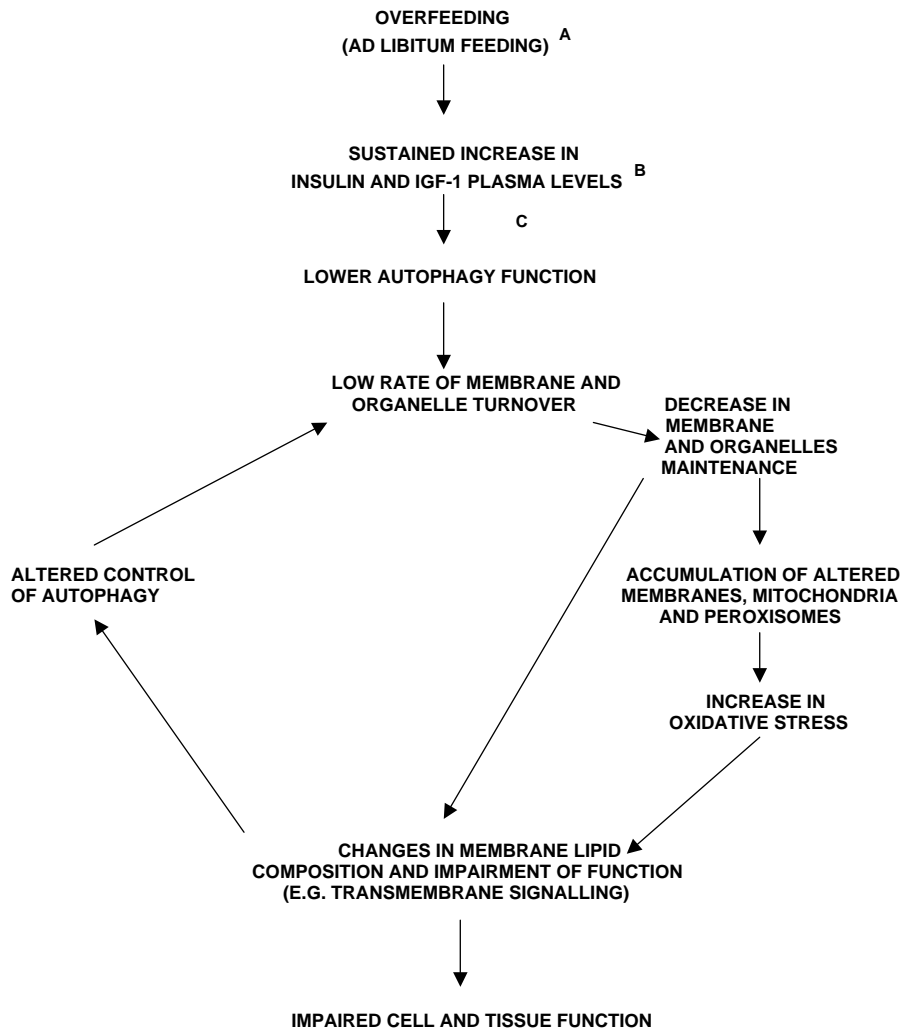 OVERFEEDING
(AD LIBITUM FEEDING) A
SUSTAINED INCREASE IN
INSULIN AND IGF-1 PLASMA LEVELS B
C
LOWER AUTOPHAGY FUNCTION
LOW RATE OF MEMBRANE AND
ORGANELLE TURNOVER
DECREASE IN
MEMBRANE
AND ORGANELLES
MAINTENANCE
ALTERED CONTROL
OF AUTOPHAGY
ACCUMULATION OF ALTERED
MEMBRANES, MITOCHONDRIA
AND PEROXISOMES
INCREASE IN
OXIDATIVE STRESS
CHANGES IN MEMBRANE LIPID
COMPOSITION AND IMPAIRMENT OF FUNCTION
(E.G. TRANSMEMBRANE SIGNALLING)
IMPAIRED CELL AND TISSUE FUNCTION